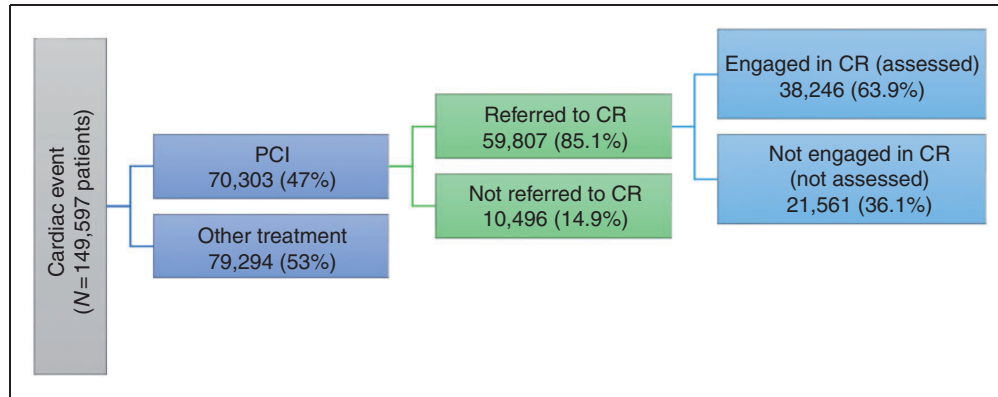 Cardiac event
(N = 149,597 patients)
PCI
70,303 (47%)
Other treatment
79,294 (53%)
Referred to CR
59,807 (85.1%)
Not referred to CR
10,496 (14.9%)
Engaged in CR (assessed)
38,246 (63.9%)
Not engaged in CR
(not assessed)
21,561 (36.1%)